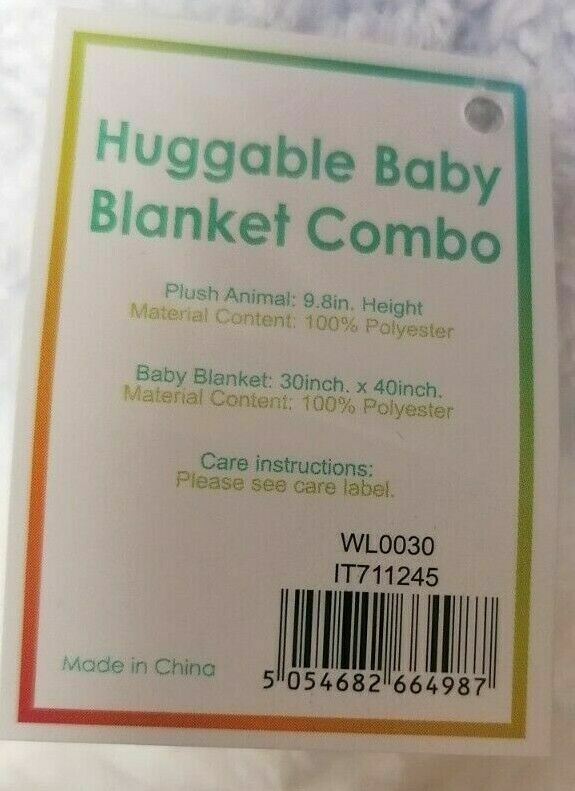 Huggable Baby
Blanket Combo
Plush Animal: 9.8in. Height
Material Content: 100% Polyester
Baby Blanket: 30inch. x 40inch.
Material Content: 100% Polyester
Care instructions:
Please see care label.
WL0030
IT711245
Made in China
5 054682 664987